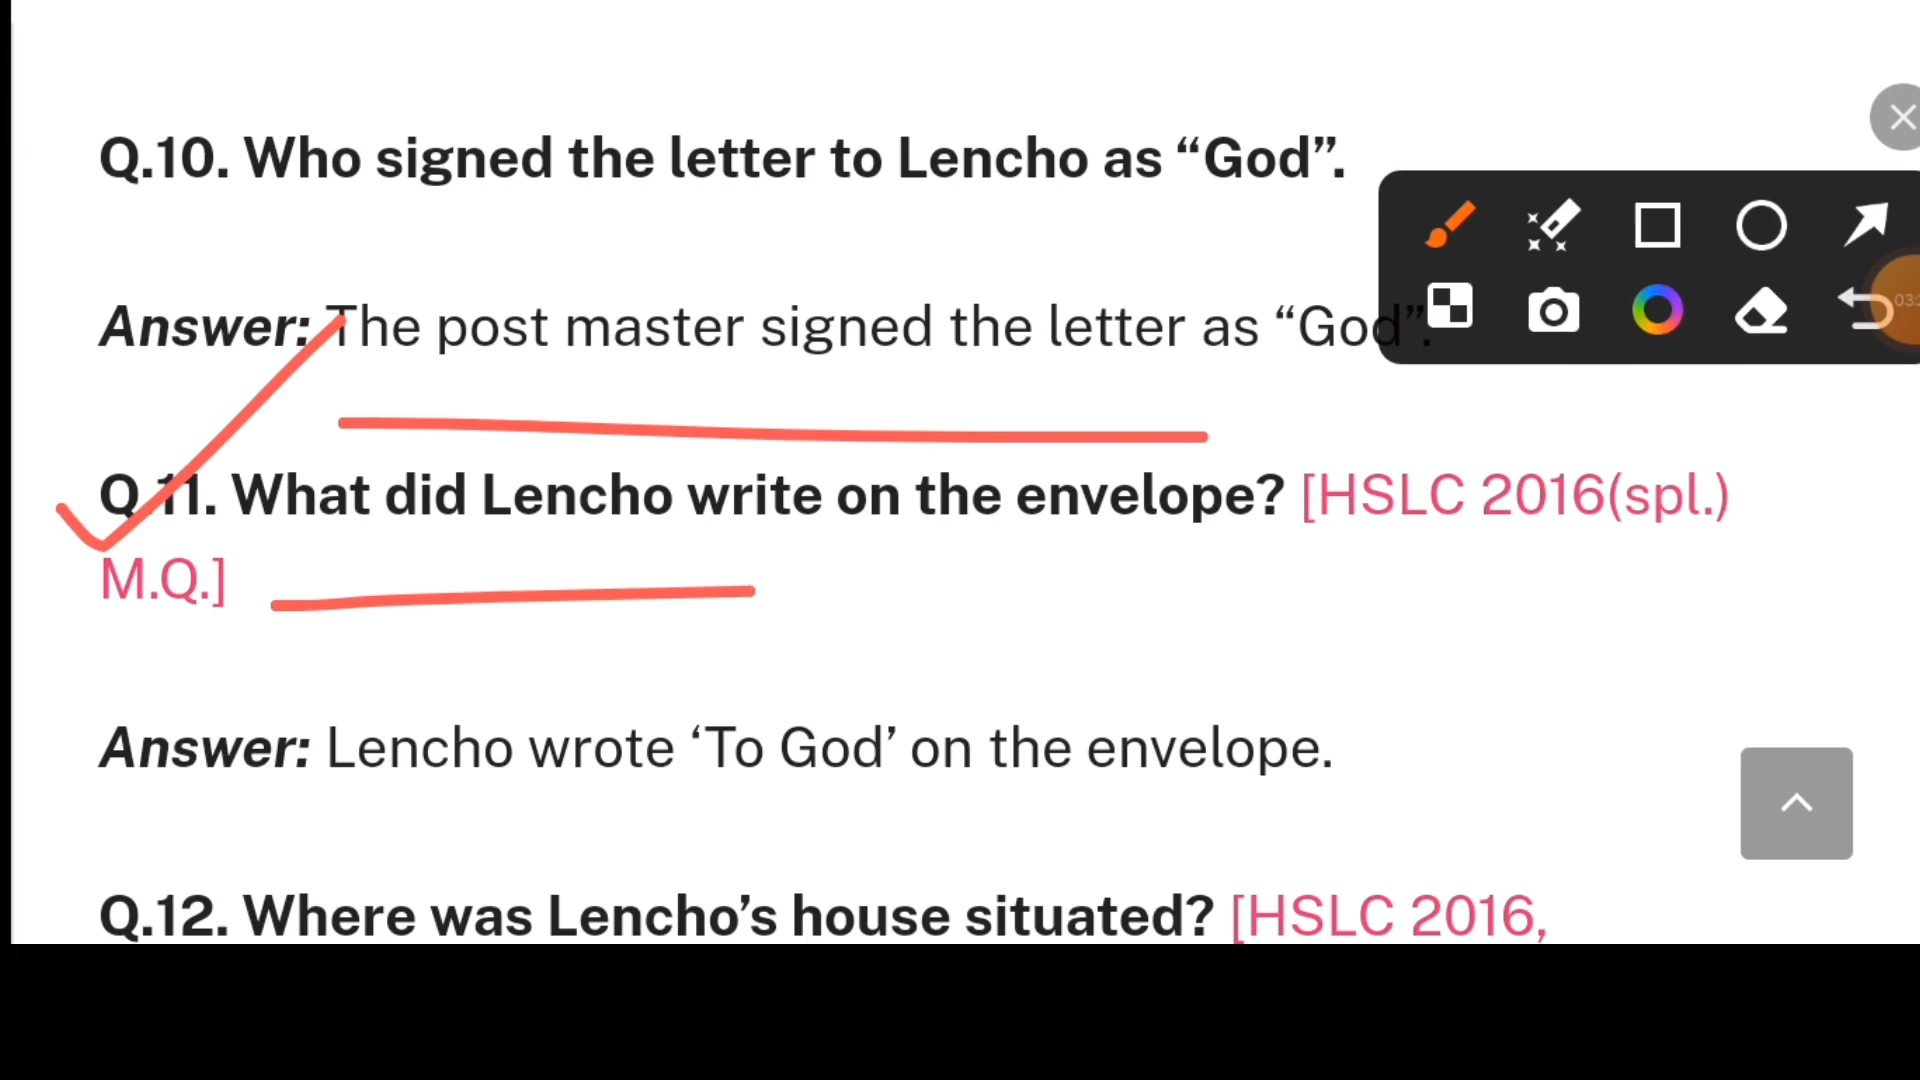 Q.10. Who signed the letter to Lencho as “God”.
Answer: The post master signed the letter as “God”.
Q.11. What did Lencho write on the envelope? [HSLC 2016(spl.)
M.Q.]
Answer: Lencho wrote ‘To God’ on the envelope.
Q.12. Where was Lencho’s house situated? [HSLC 2016,